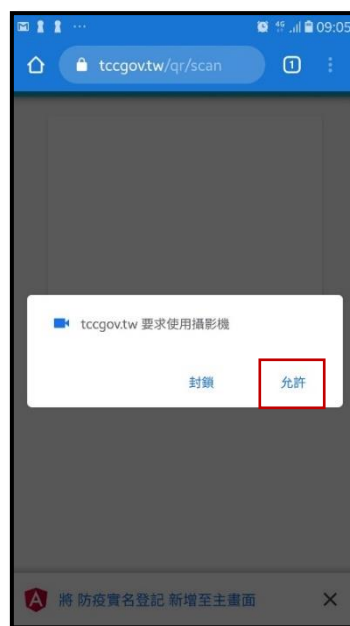 09:05
tccgov.tw/qr/scan
1
tccgov.tw 要求使用攝影機
封鎖
允許
將 防疫實名登記 新增至主畫面